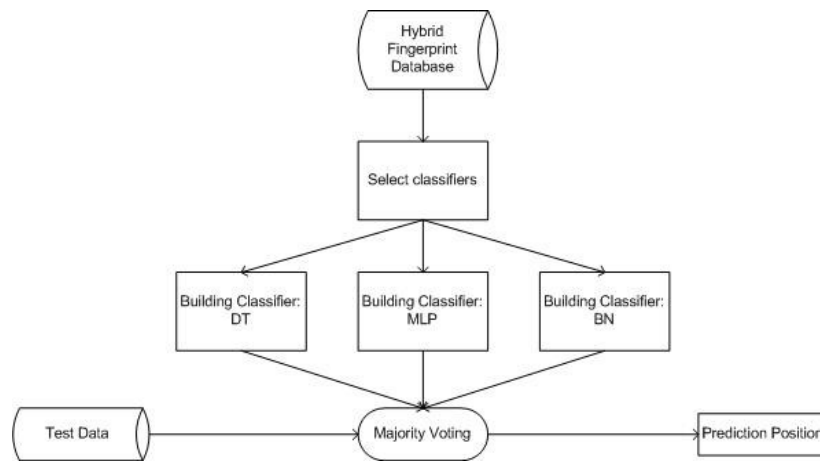 Hybrid
Fingerprint
Database
Select classifiers
Building Classifier:
DT
Building Classifier:
MLP
Building Classifier:
BN
Test Data
Majority Voting
Prediction Position